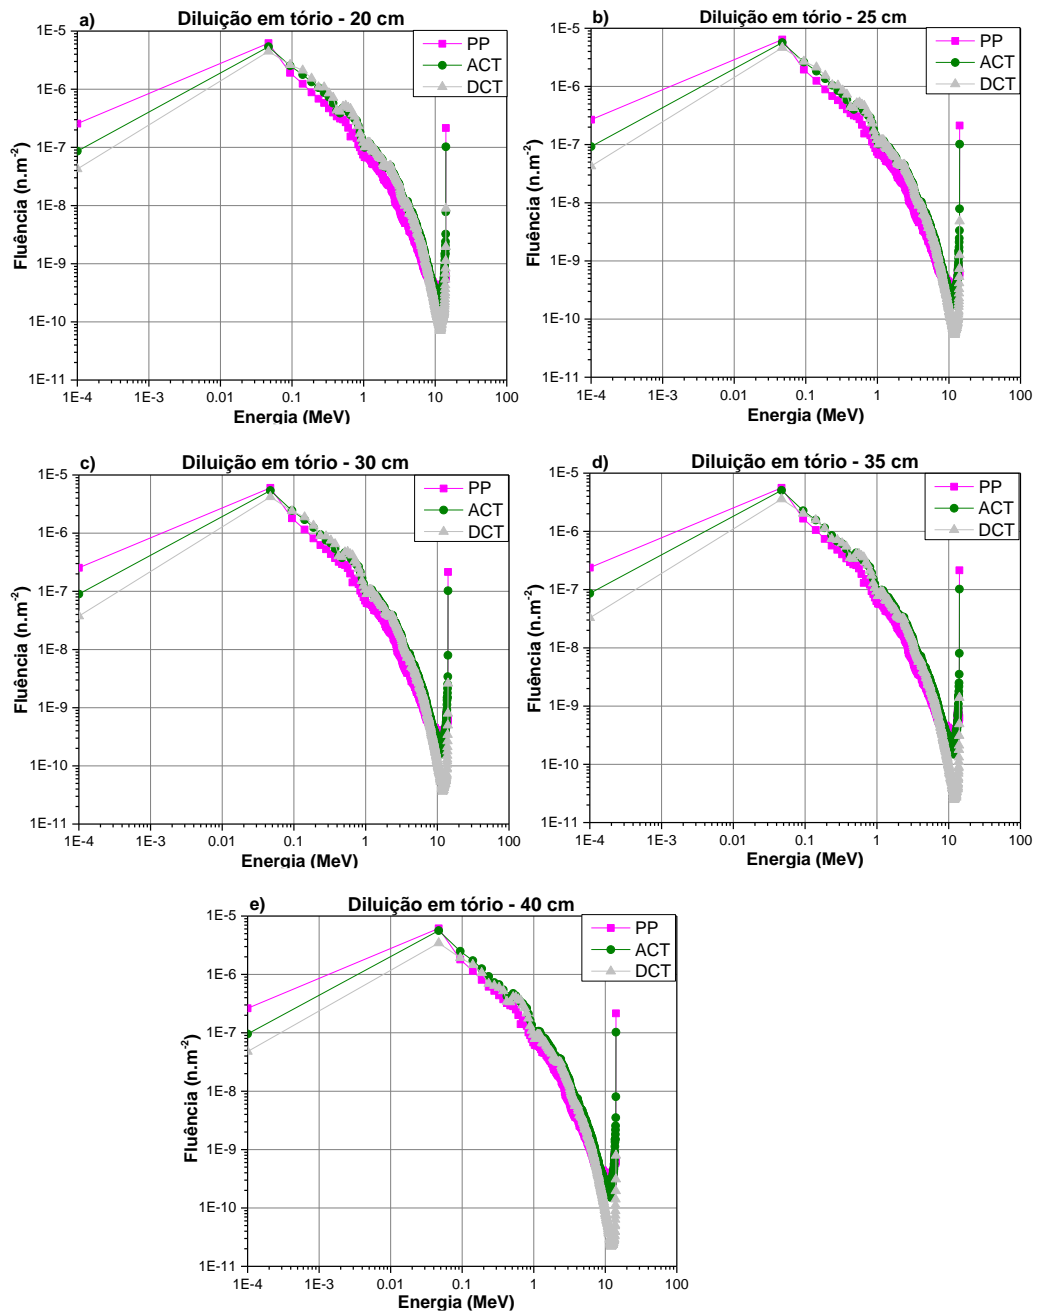 a)
Diluição em tório - 20 cm
1E-5
1E-6
1E-7
1E-8
1E-9
1E-10
1E-11
Fluência (n.m-2)
PP
ACT
DCT
1E-4 1E-3 0.01 0.1 1 10 100
Energia (MeV)
b)
Diluição em tório - 25 cm
1E-5
1E-6
1E-7
1E-8
1E-9
1E-10
1E-11
Fluência (n.m-2)
PP
ACT
DCT
1E-4 1E-3 0.01 0.1 1 10 100
Energia (MeV)
c)
Diluição em tório - 30 cm
1E-5
1E-6
1E-7
1E-8
1E-9
1E-10
1E-11
Fluência (n.m-2)
PP
ACT
DCT
1E-4 1E-3 0.01 0.1 1 10 100
Energia (MeV)
d)
Diluição em tório - 35 cm
1E-5
1E-6
1E-7
1E-8
1E-9
1E-10
1E-11
Fluência (n.m-2)
PP
ACT
DCT
1E-4 1E-3 0.01 0.1 1 10 100
Energia (MeV)
e)
Diluição em tório - 40 cm
1E-5
1E-6
1E-7
1E-8
1E-9
1E-10
1E-11
Fluência (n.m-2)
PP
ACT
DCT
1E-4 1E-3 0.01 0.1 1 10 100
Energia (MeV)